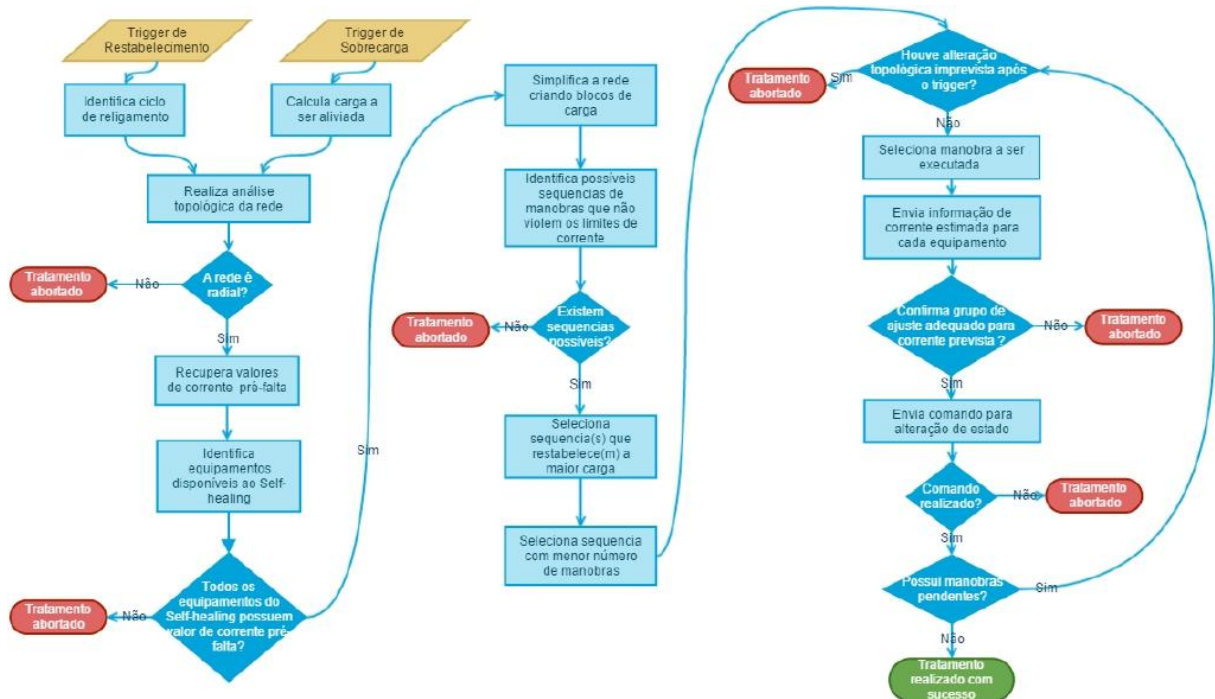 Trigger de
Restabelecimento
Trigger de
Sobrecarga
Identifica ciclo
de religamento
Calcula carga a
ser aliviada
Realiza análise
topológica da rede
A rede é
radial?
Não
Tratamento
abortado
Sim
Recupera valores
de corrente pré-falta
Identifica
equipamentos
disponíveis ao Self-
healing
Todos os
equipamentos do
Self-healing possuem
valor de corrente pré-
falta?
Não
Tratamento
abortado
Sim
Simplifica a rede
criando blocos de
carga
Identifica possíveis
sequencias de
manobras que não
violem os limites de
corrente
Existem
sequencias
possíveis?
Não
Tratamento
abortado
Sim
Seleciona
sequencia(s) que
restabelece(m) a
maior carga
Seleciona sequencia
com menor número
de manobras
Houve alteração
topológica imprevista após
o trigger?
Sim
Tratamento
abortado
Não
Seleciona manobra a ser
executada
Envia informação de
corrente estimada para
cada equipamento
Confirma grupo de
ajuste adequado para
corrente prevista ?
Não
Tratamento
abortado
Sim
Envia comando para
alteração de estado
Comando
realizado?
Não
Tratamento
abortado
Sim
Possui manobras
pendentes?
Sim
Não
Tratamento
realizado com
sucesso